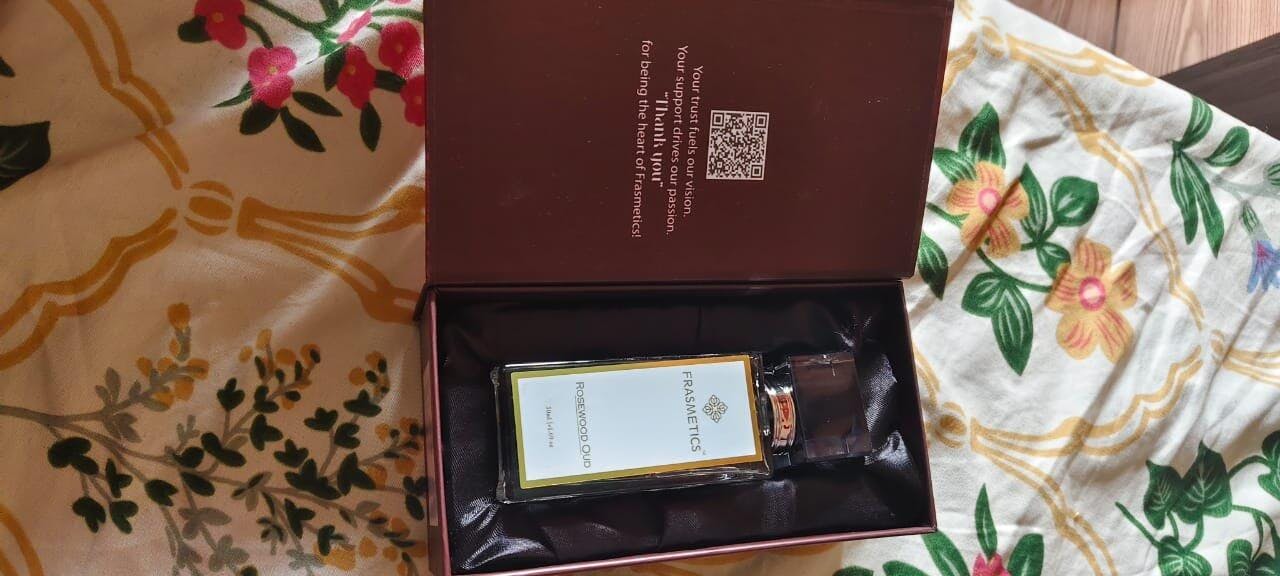 Your trust fuels our vision.
Your support drives our passion.
"Thank you"
for being the heart of Frasmetics!
FRASMETICS™
ROSEWOOD OUD